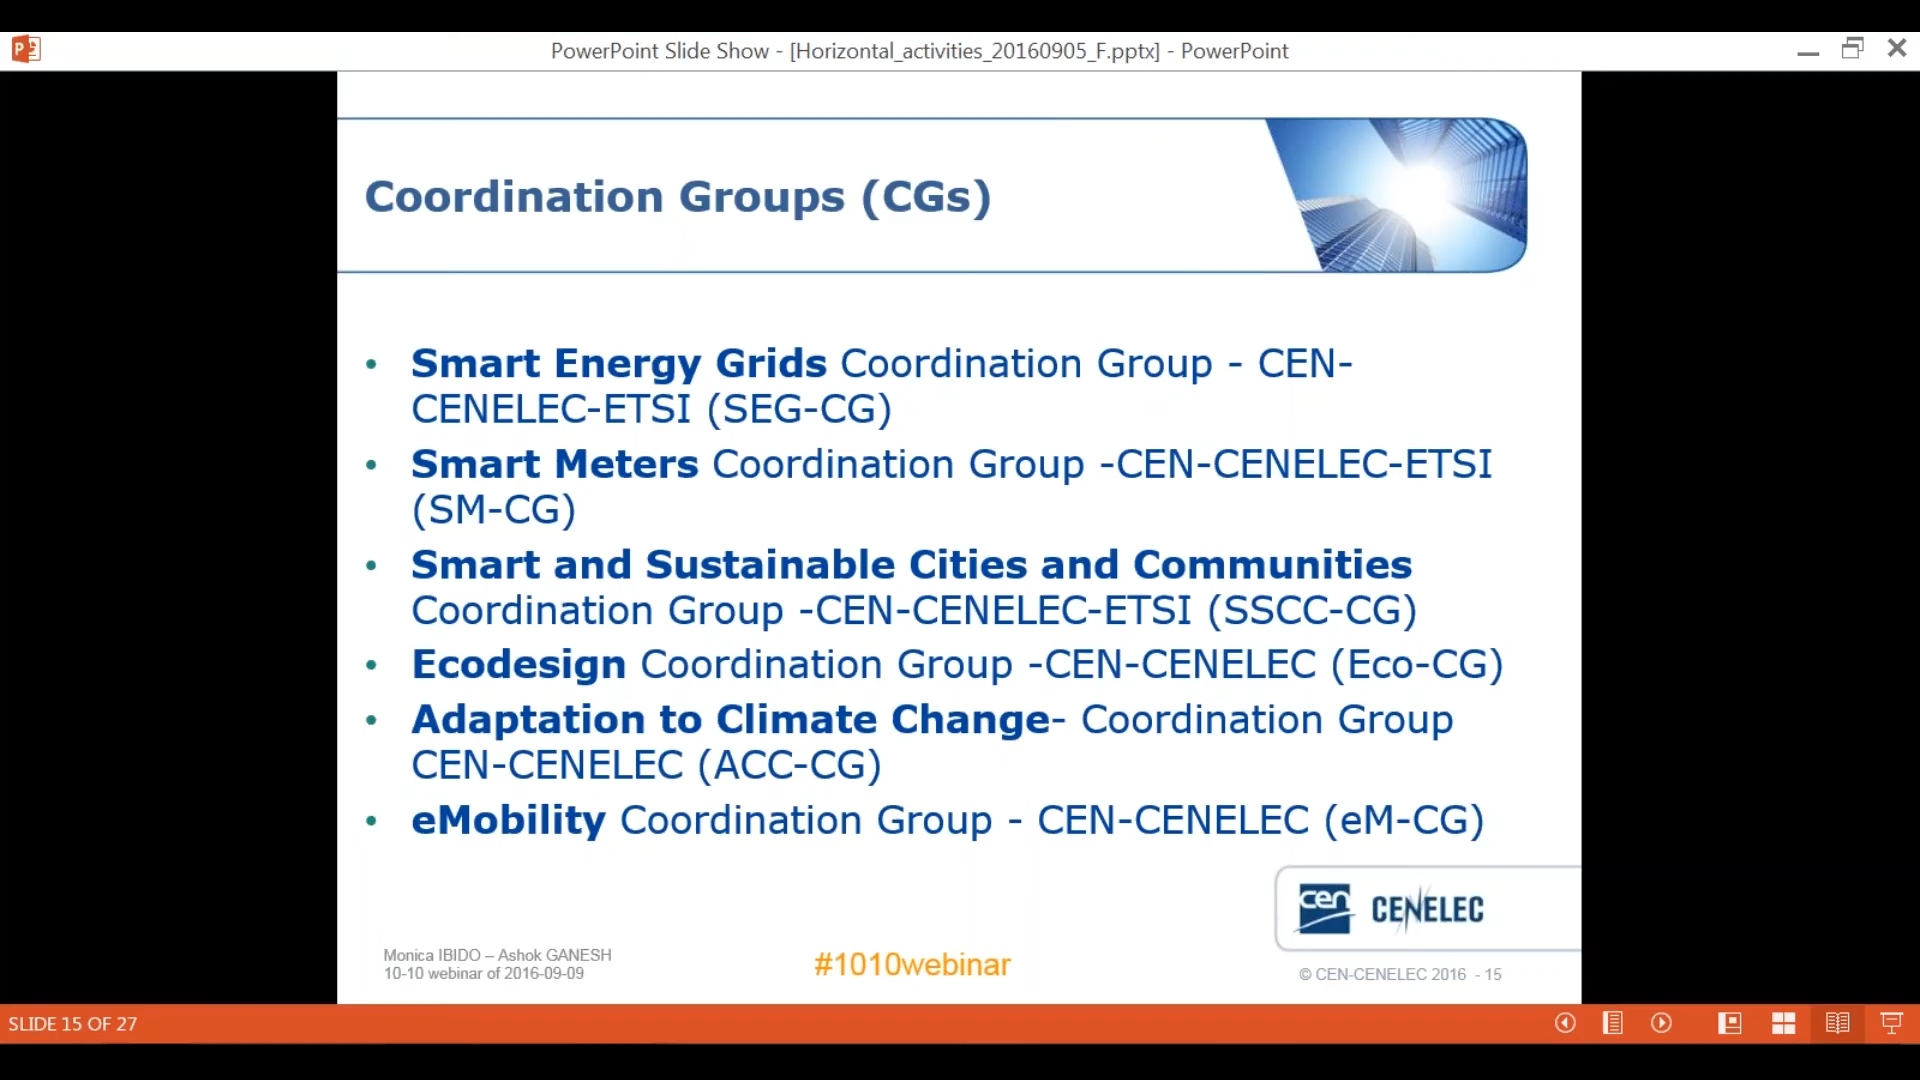 PowerPoint Slide Show - [Horizontal_activities_20160905_F.pptx] - PowerPoint
Coordination Groups (CGs)
• Smart Energy Grids Coordination Group - CEN-
CENELEC-ETSI (SEG-CG)
• Smart Meters Coordination Group -CEN-CENELEC-ETSI
(SM-CG)
• Smart and Sustainable Cities and Communities
Coordination Group -CEN-CENELEC-ETSI (SSCC-CG)
• Ecodesign Coordination Group -CEN-CENELEC (Eco-CG)
• Adaptation to Climate Change- Coordination Group
CEN-CENELEC (ACC-CG)
• eMobility Coordination Group - CEN-CENELEC (eM-CG)
cen CENELEC
Monica IBIDO – Ashok GANESH
10-10 webinar of 2016-09-09
#1010webinar
© CEN-CENELEC 2016 - 15
SLIDE 15 OF 27